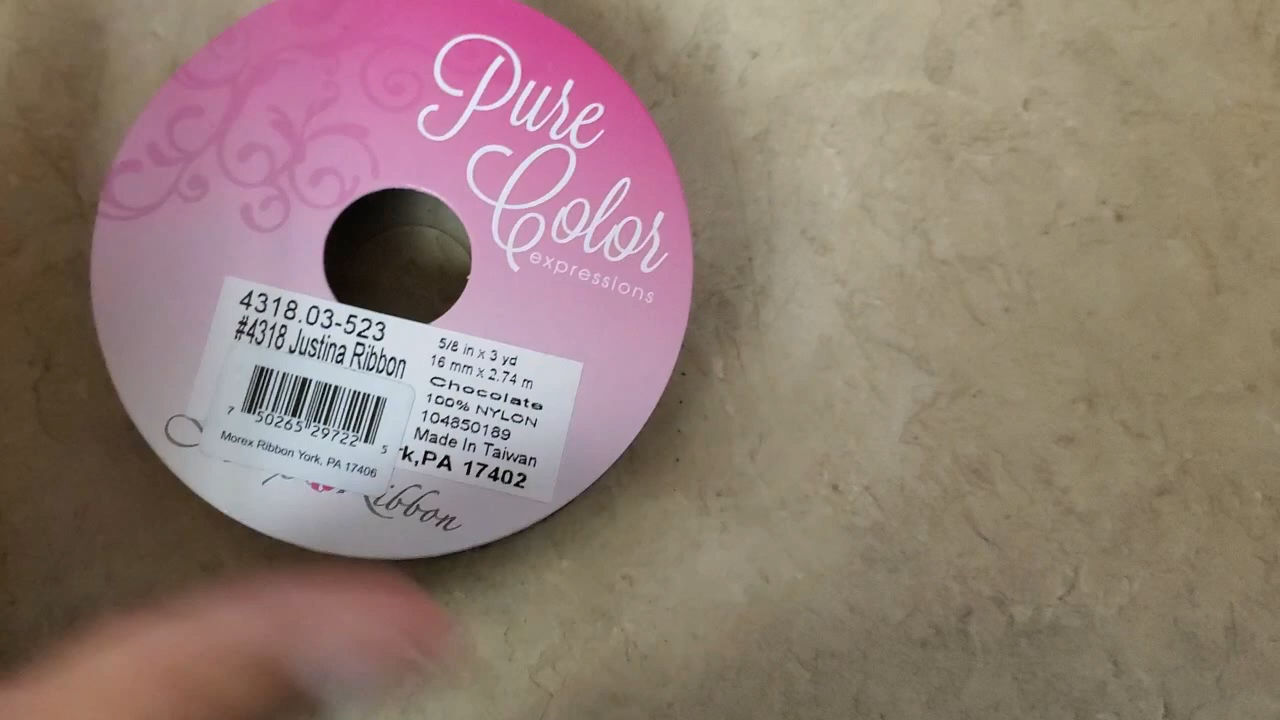 Pure
Color
expressions
4318.03-523
#4318 Justina Ribbon
7 50265 29722 5
Morex Ribbon York, PA 17406
5/8 in x 3 yd
16 mm x 2.74 m
Chocolate
100% NYLON
104850189
Made In Taiwan
k,PA 17402
Ribbon